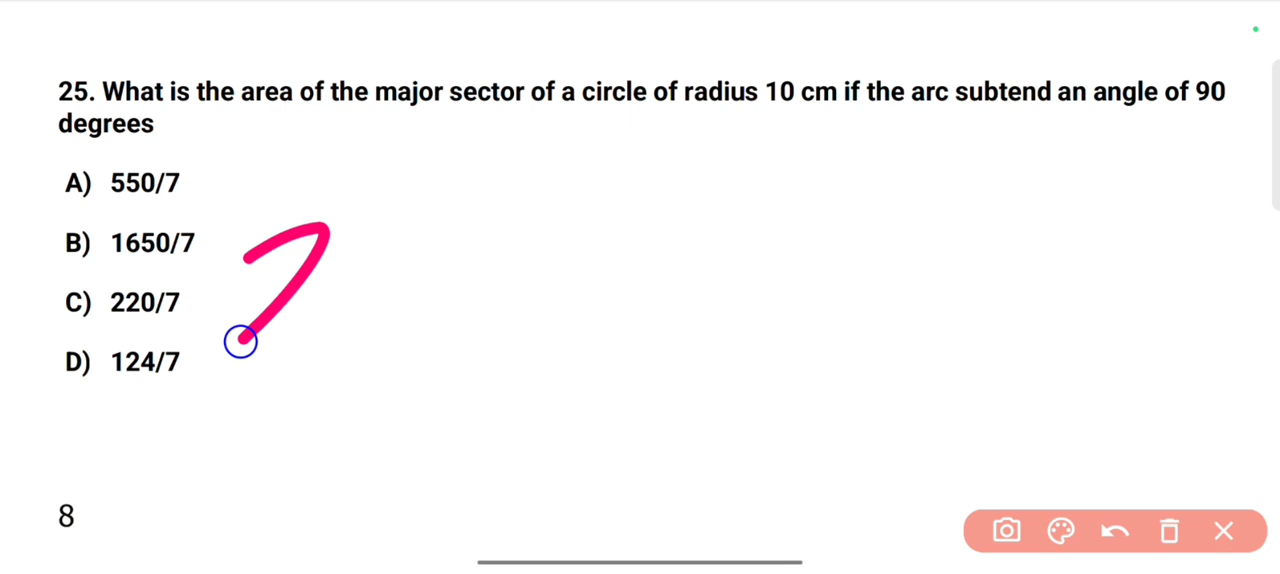 25. What is the area of the major sector of a circle of radius 10 cm if the arc subtend an angle of 90
degrees
A) 550/7
B) 1650/7
C) 220/7
D) 124/7
8